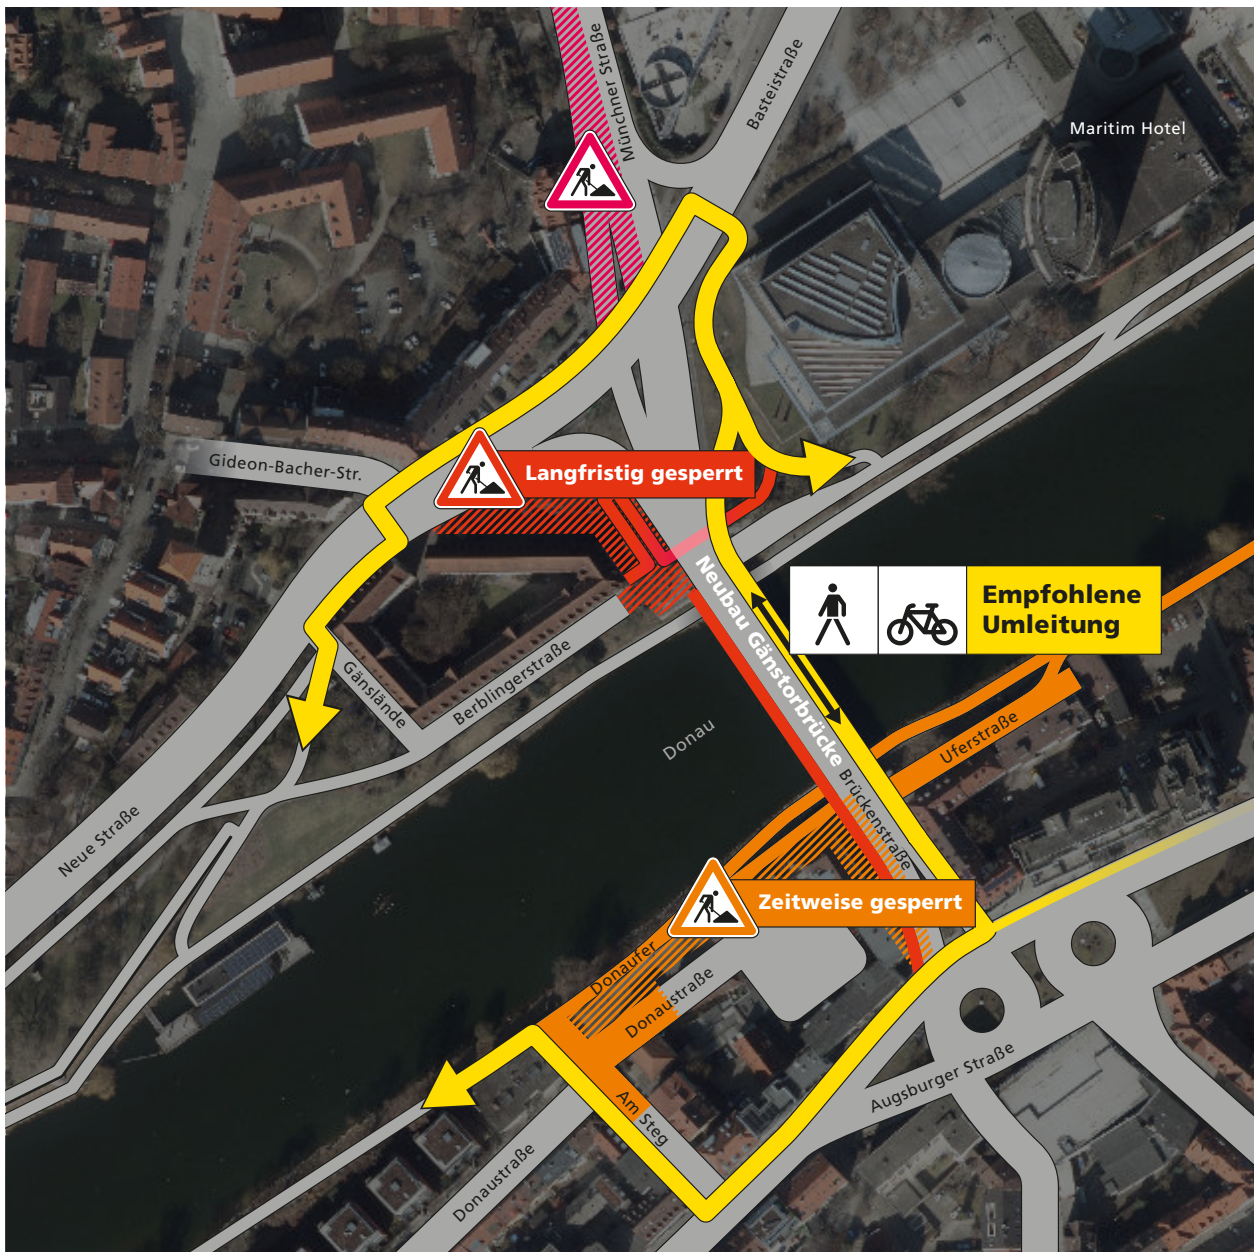 Münchner Straße
Basteistraße
Maritim Hotel
Gideon-Bacher-Str.
Langfristig gesperrt
Neubau Gänstorbrücke
Empfohlene
Umleitung
Gänslände
Berblingerstraße
Donau
Uferstraße
Brückenstraße
Neue Straße
Zeitweise gesperrt
Donaufer
Donaustraße
Augsburger Straße
Am Steg
Donaustraße